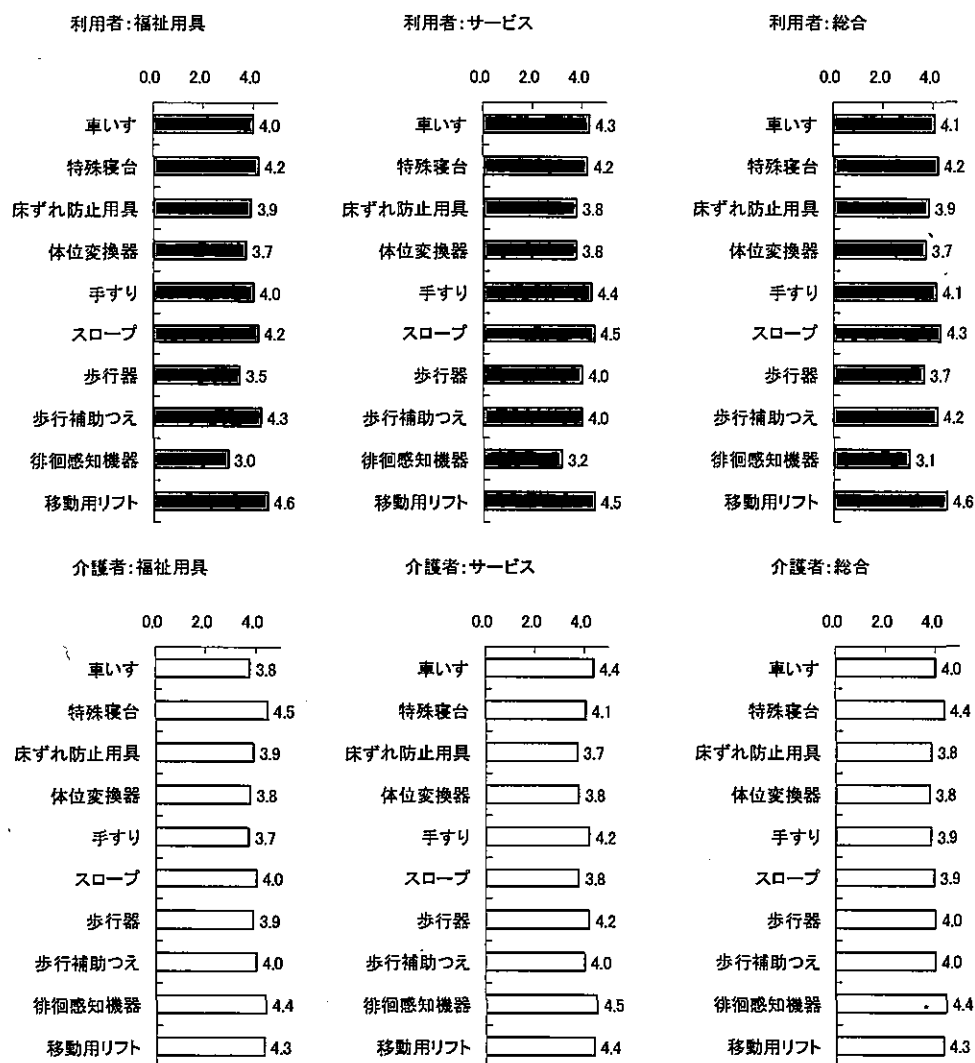 利用者:福祉用具 利用者:サービス 利用者:総合
0.0 2.0 4.0 0.0 2.0 4.0 0.0 2.0 4.0
車いす 4.0 車いす 4.3 車いす 4.1
特殊寝台 4.2 特殊寝台 4.2 特殊寝台 4.2
床ずれ防止用具 3.9 床ずれ防止用具 3.8 床ずれ防止用具 3.9
体位変換器 3.7 体位変換器 3.8 体位変換器 3.7
手すり 4.0 手すり 4.4 手すり 4.1
スロープ 4.2 スロープ 4.5 スロープ 4.3
歩行器 3.5 歩行器 4.0 歩行器 3.7
歩行補助つえ 4.3 歩行補助つえ 4.0 歩行補助つえ 4.2
徘徊感知機器 3.0 徘徊感知機器 3.2 徘徊感知機器 3.1
移動用リフト 4.6 移動用リフト 4.5 移動用リフト 4.6
介護者:福祉用具 介護者:サービス 介護者:総合
0.0 2.0 4.0 0.0 2.0 4.0 0.0 2.0 4.0
車いす 3.8 車いす 4.4 車いす 4.0
特殊寝台 4.5 特殊寝台 4.1 特殊寝台 4.4
床ずれ防止用具 3.9 床ずれ防止用具 3.7 床ずれ防止用具 3.8
体位変換器 3.8 体位変換器 3.8 体位変換器 3.8
手すり 3.7 手すり 4.2 手すり 3.9
スロープ 4.0 スロープ 3.8 スロープ 3.9
歩行器 3.9 歩行器 4.2 歩行器 4.0
歩行補助つえ 4.0 歩行補助つえ 4.0 歩行補助つえ 4.0
徘徊感知機器 4.4 徘徊感知機器 4.5 徘徊感知機器 4.4
移動用リフト 4.3 移動用リフト 4.4 移動用リフト 4.3